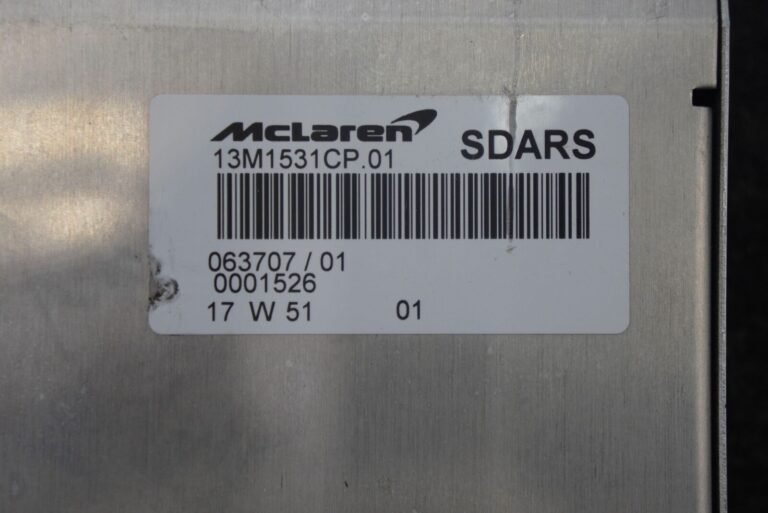 McLaren SDARS
13M1531CP.01
063707 / 01
0001526
17 W 51 01